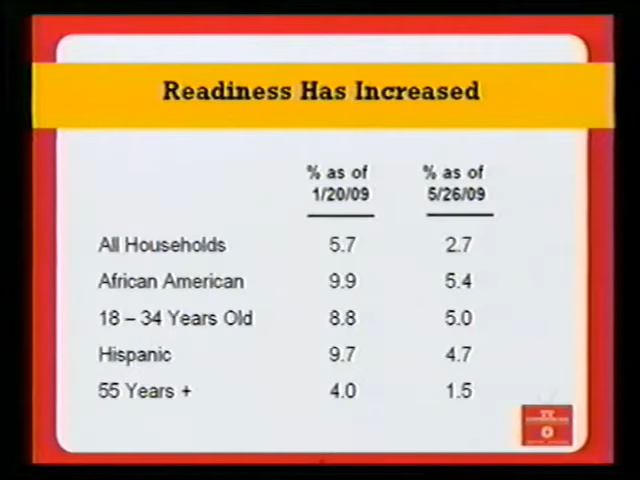 Readiness Has Increased
% as of % as of
1/20/09 5/26/09
All Households 5.7 2.7
African American 9.9 5.4
18 – 34 Years Old 8.8 5.0
Hispanic 9.7 4.7
55 Years + 4.0 1.5